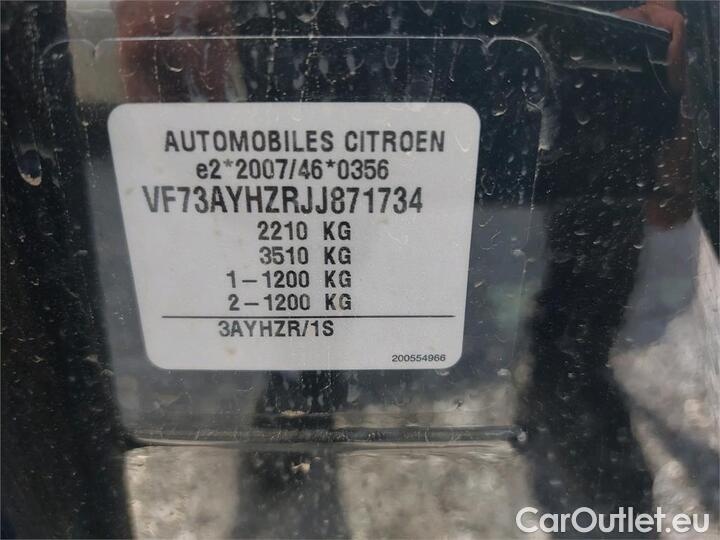 AUTOMOBILES CITROEN
e2*2007/46*0356
VF73AYHZRJJ871734
2210 KG
3510 KG
1-1200 KG
2-1200 KG
3AYHZR/1S
200554966
CarOutlet.eu